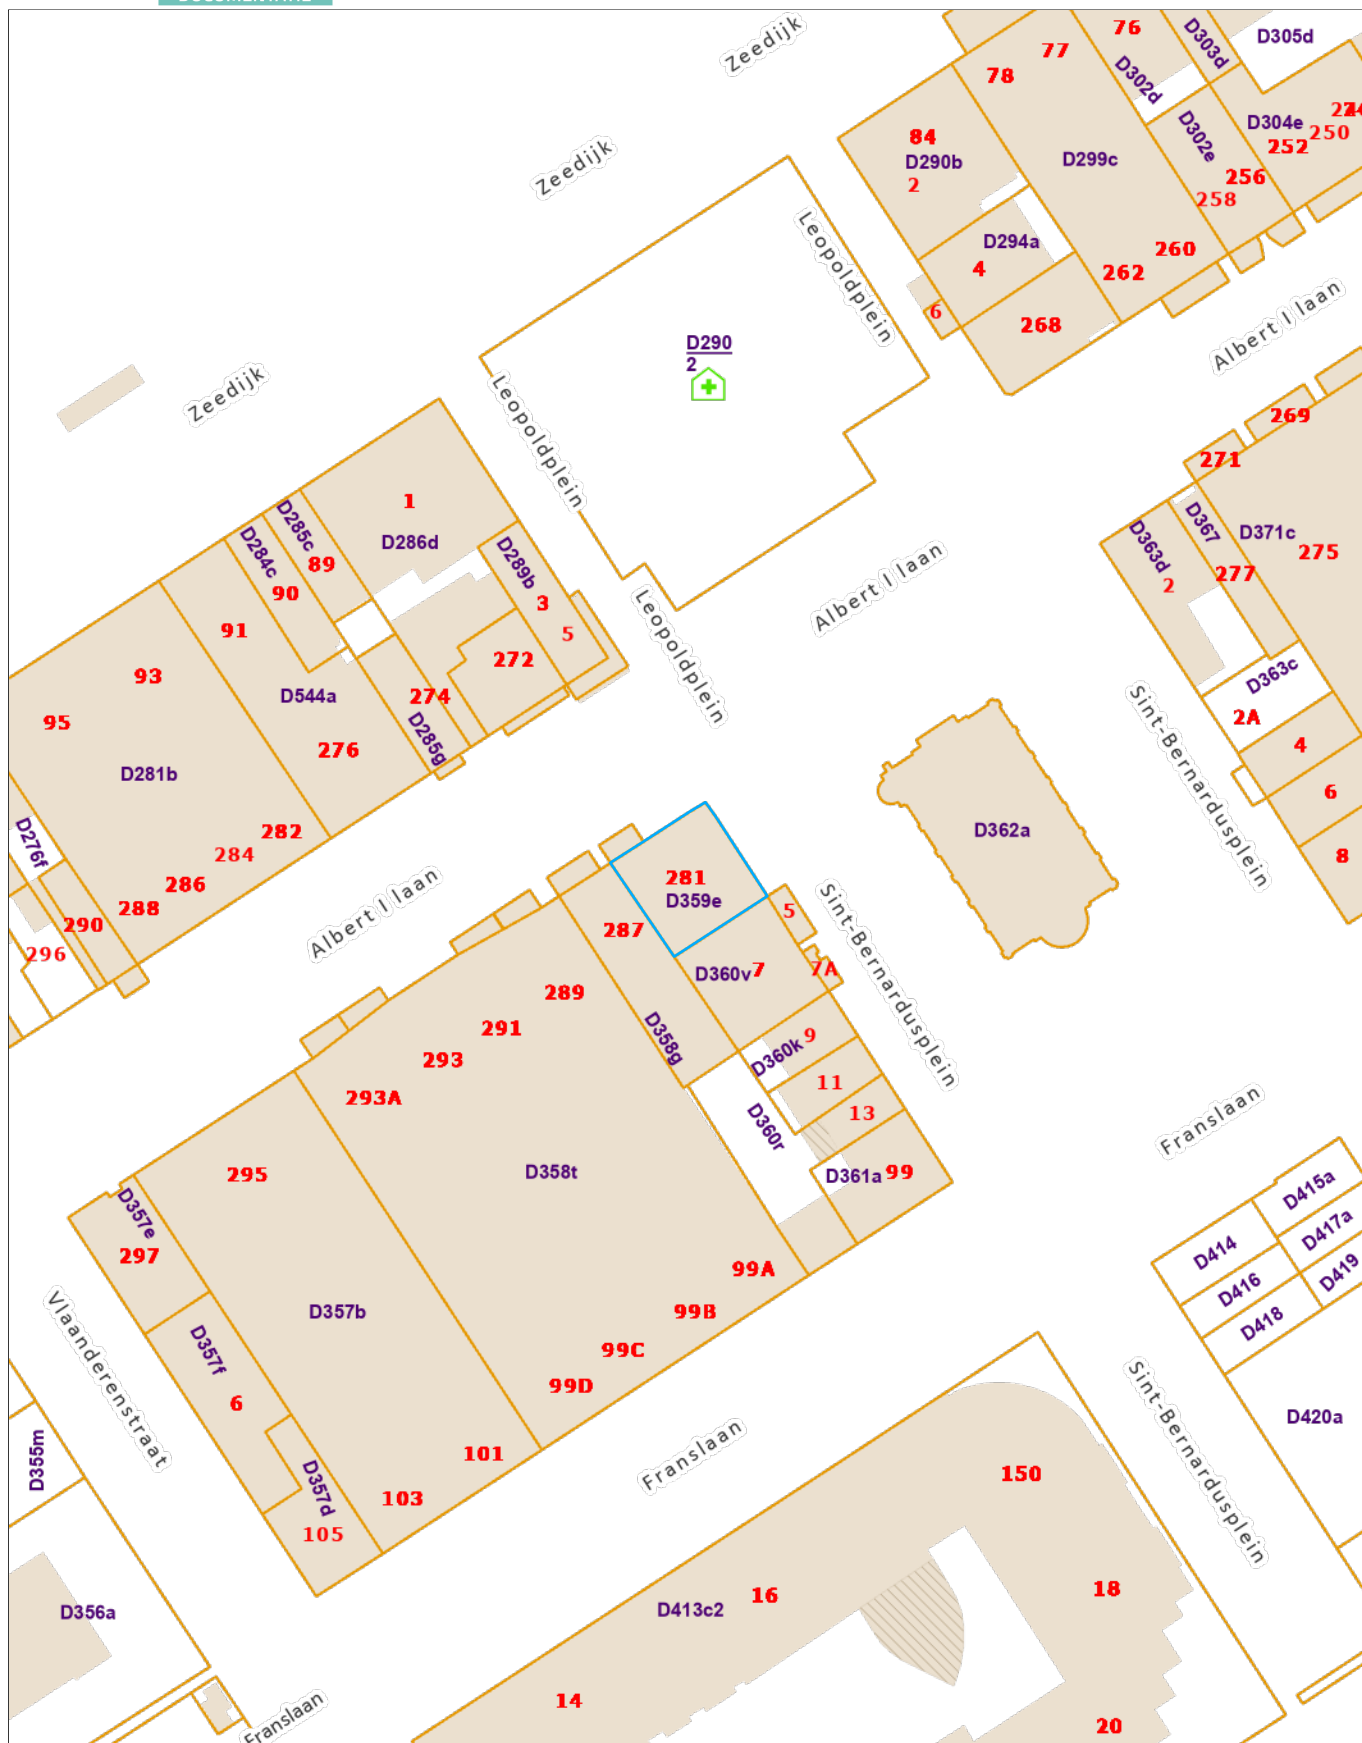 Zeedijk
76
77
78
D303d
D305d
D302d
D302e
D304e
252
250
84
D290b
2
D299c
256
258
Zeedijk
Leopoldplein
D294a
4
6
260
262
268
Albert I laan
D290
2
Zeedijk
Leopoldplein
269
271
D367
D371c
275
D363d
2
277
1
D286d
D285c
89
D284c
90
91
D289b
3
5
272
Albert I laan
Leopoldplein
93
95
D544a
274
D285g
276
D281b
D363c
2A
4
6
8
Sint-Bernardusplein
D276f
282
284
286
288
290
296
D362a
Albert I laan
281
D359e
287
5
D360v
7
7A
Sint-Bernardusplein
289
291
293
293A
D358g
D360k
9
11
13
D360r
D361a
99
D358t
Franslaan
295
D357e
297
D415a
D414
D417a
D416
D419
D418
99A
99B
99C
99D
D357b
D357f
6
Vlaanderenstraat
D355m
101
103
D357d
105
Franslaan
Sint-Bernardusplein
D420a
150
D356a
D413c2
16
18
14
20
Franslaan